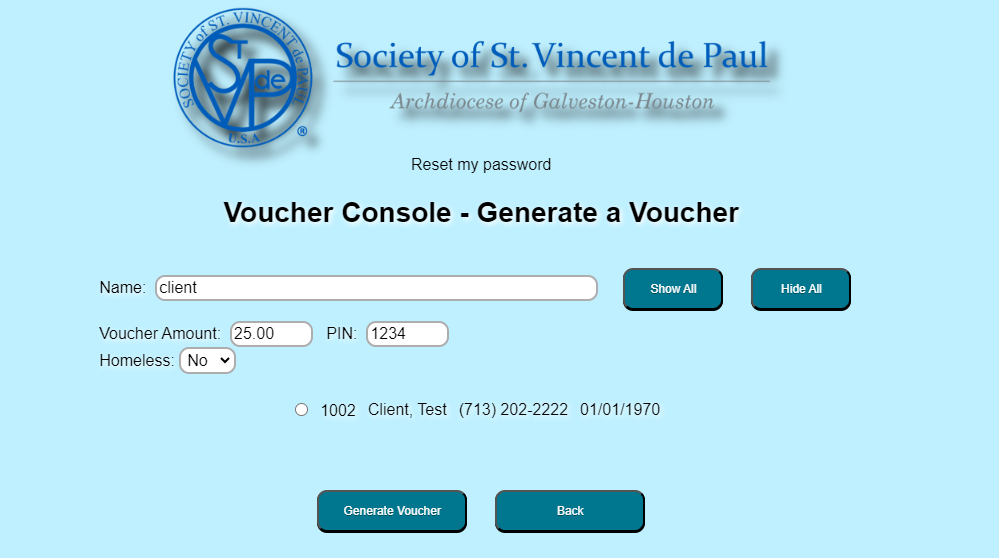 SOCIETY of ST. VINCENT de PAUL
ST
SV de P
U.S.A ®
Society of St. Vincent de Paul
Archdiocese of Galveston-Houston
Reset my password
Voucher Console - Generate a Voucher
Name: client Show All Hide All
Voucher Amount: 25.00 PIN: 1234
Homeless: No
1002 Client, Test (713) 202-2222 01/01/1970
Generate Voucher Back